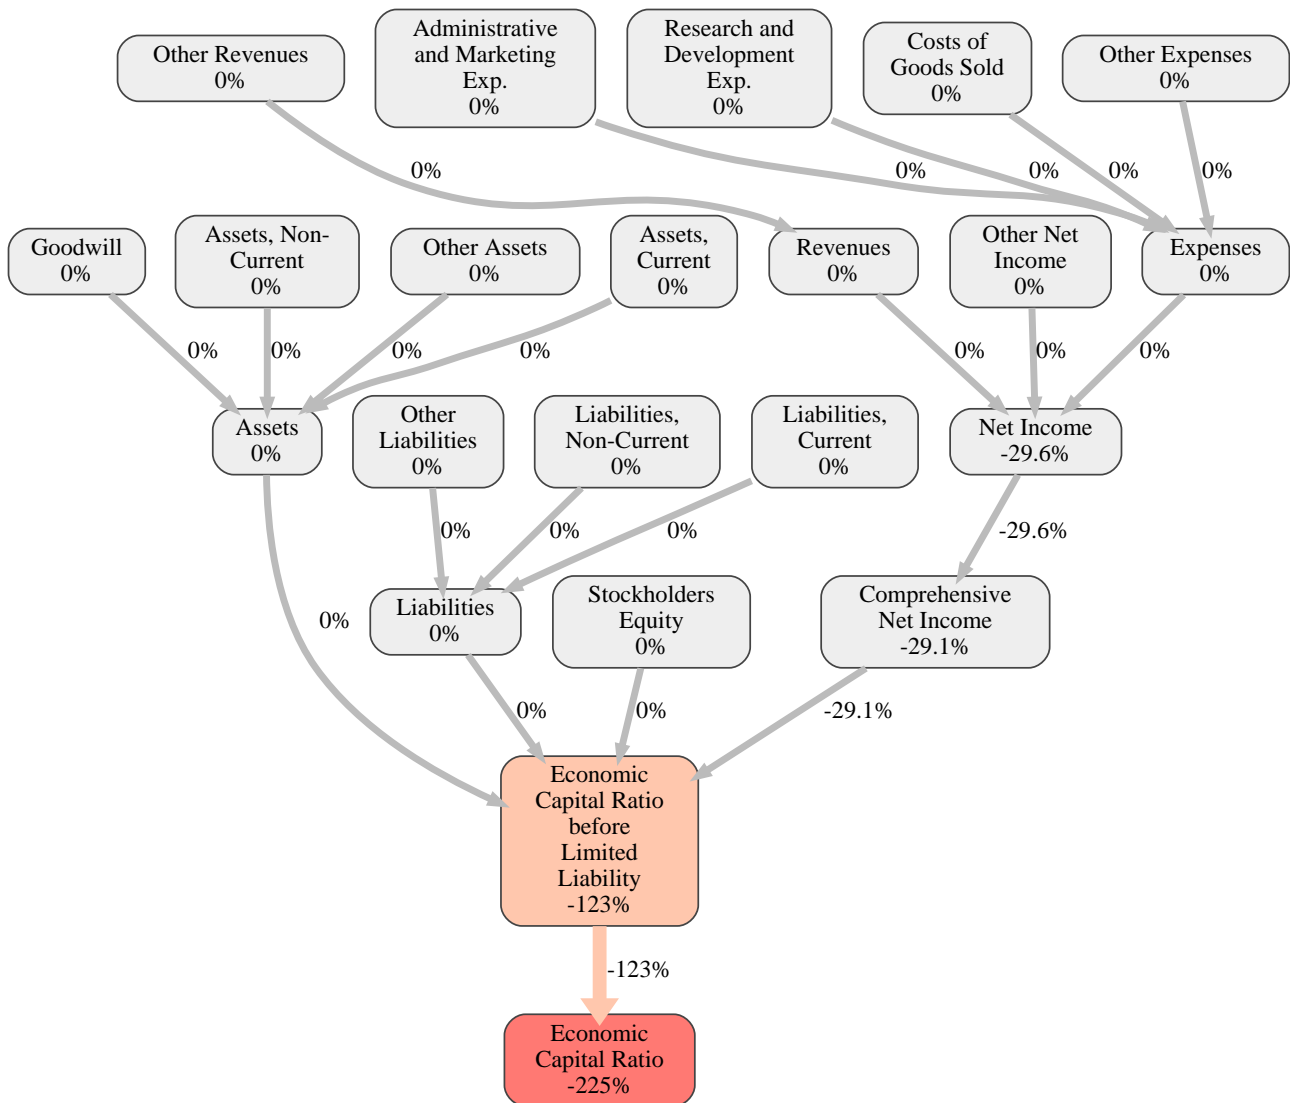 Other Revenues
0%
Administrative
and Marketing
Exp.
0%
Research and
Development
Exp.
0%
Costs of
Goods Sold
0%
Other Expenses
0%
0%
0%
0%
0%
0%
Goodwill
0%
Assets, Non-
Current
0%
Other Assets
0%
Assets,
Current
0%
Revenues
0%
Other Net
Income
0%
Expenses
0%
0%
0%
0%
0%
0%
0%
0%
Assets
0%
Other
Liabilities
0%
Liabilities,
Non-Current
0%
Liabilities,
Current
0%
Net Income
-29.6%
0%
0%
0%
-29.6%
0%
Liabilities
0%
Stockholders
Equity
0%
Comprehensive
Net Income
-29.1%
0%
0%
-29.1%
Economic
Capital Ratio
before
Limited
Liability
-123%
-123%
Economic
Capital Ratio
-225%